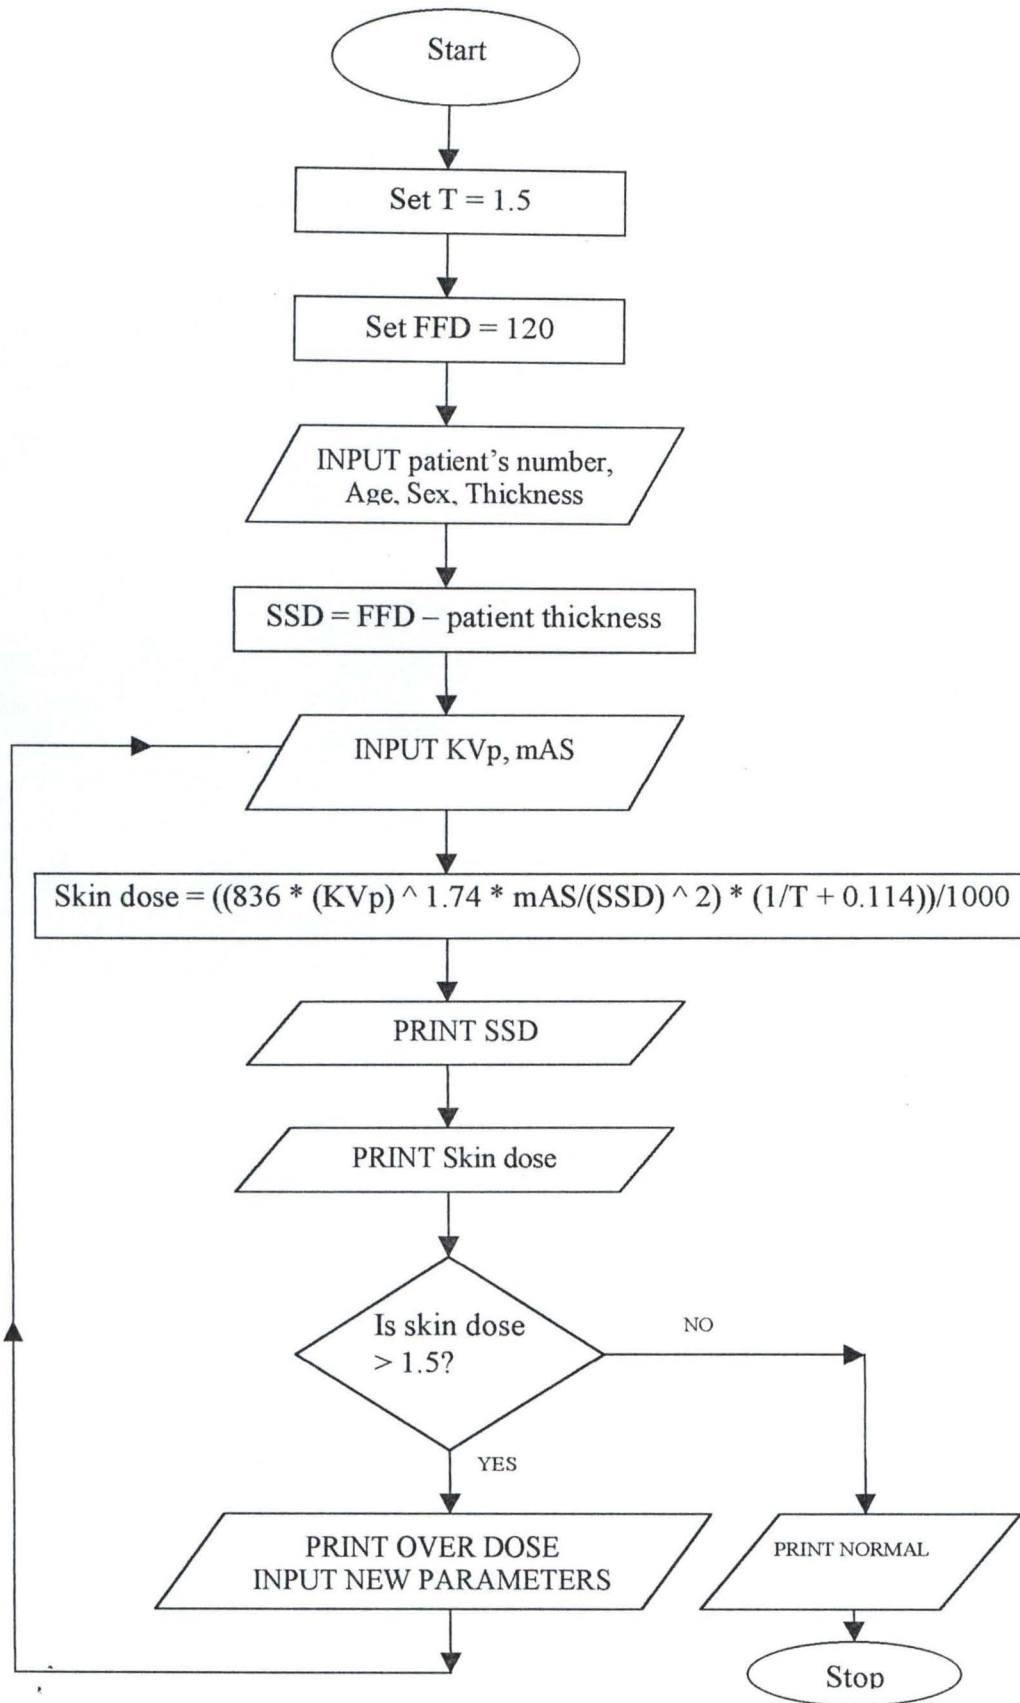 Start
Set T = 1.5
Set FFD = 120
INPUT patient's number,
Age, Sex, Thickness
SSD = FFD – patient thickness
INPUT KVp, mAS
Skin dose = ((836 * (KVp) ^ 1.74 * mAS/(SSD) ^ 2) * (1/T + 0.114))/1000
PRINT SSD
PRINT Skin dose
Is skin dose
> 1.5?
NO
YES
PRINT OVER DOSE
INPUT NEW PARAMETERS
PRINT NORMAL
Stop